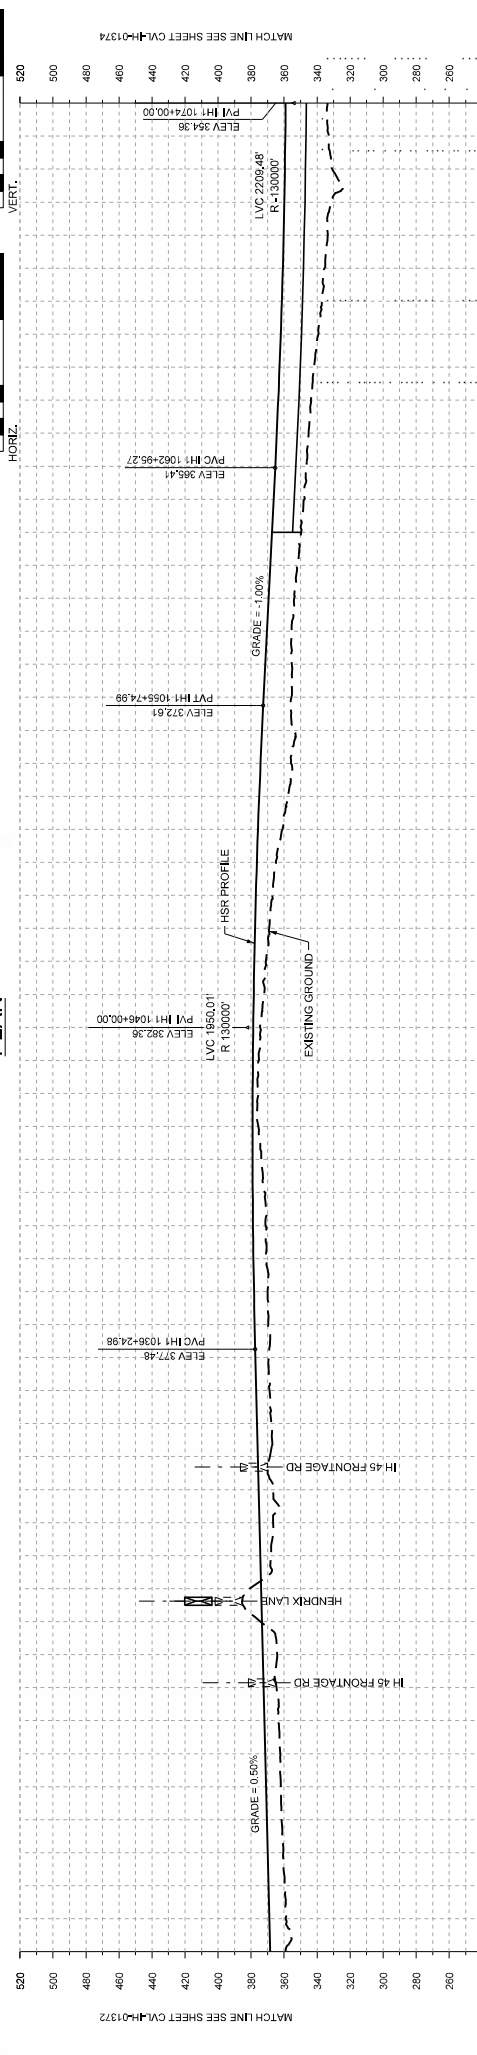 MATCH LINE SEE SHEET CVL-IH-01374
520
500
480
460
440
420
400
380
360
340
320
300
280
260
VERT.
HORIZ.
PVI IH1 1074+00.00
ELEV 354.36
LVC 2209.48'
R -130000'
PVC IH1 1062+95.27
ELEV 365.41
GRADE = -1.00%
PVT IH1 1055+74.99
ELEV 372.61
HSR PROFILE
EXISTING GROUND
PVI IH1 1046+00.00
ELEV 382.36
LVC 1950.01'
R 130000'
PVC IH1 1036+24.98
ELEV 377.48
IH 45 FRONTAGE RD
HENDRIX LANE
IH 45 FRONTAGE RD
GRADE = 0.50%
520
500
480
460
440
420
400
380
360
340
320
300
280
260
MATCH LINE SEE SHEET CVL-IH-01372